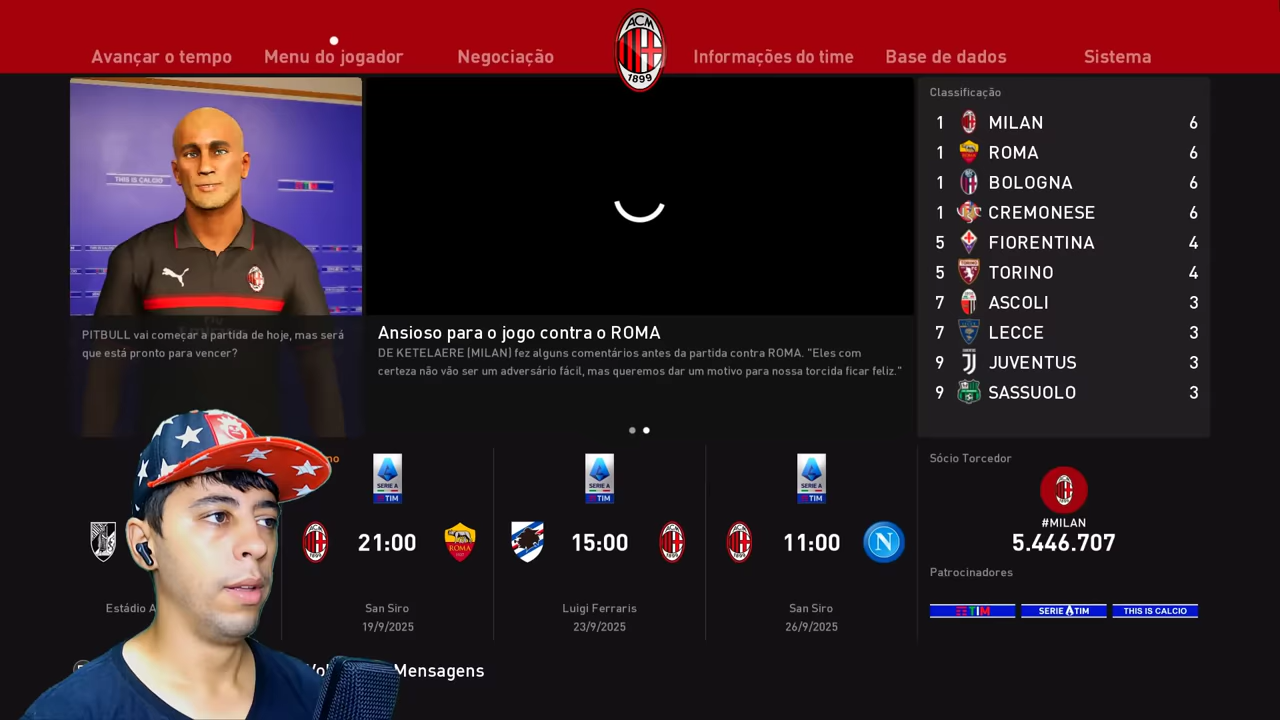 Avançar o tempo
Menu do jogador
Negociação
ACM
1899
Informações do time
Base de dados
Sistema
THIS IS CALCIO
PITBULL vai começar a partida de hoje, mas será
que está pronto para vencer?
Ansioso para o jogo contra o ROMA
DE KETELAERE (MILAN) fez alguns comentários antes da partida contra ROMA. "Eles com
certeza não vão ser um adversário fácil, mas queremos dar um motivo para nossa torcida ficar feliz."
Classificação
1 MILAN 6
1 ROMA 6
1 BOLOGNA 6
1 CREMONESE 6
5 FIORENTINA 4
5 TORINO 4
7 ASCOLI 3
7 LECCE 3
9 JUVENTUS 3
9 SASSUOLO 3
SERIE A
TIM
21:00
ROMA
San Siro
19/9/2025
SERIE A
TIM
15:00
Luigi Ferraris
23/9/2025
SERIE A
TIM
11:00
N
San Siro
26/9/2025
Estádio
Mensagens
Sócio Torcedor
#MILAN
5.446.707
Patrocinadores
TIM
SERIE A TIM
THIS IS CALCIO